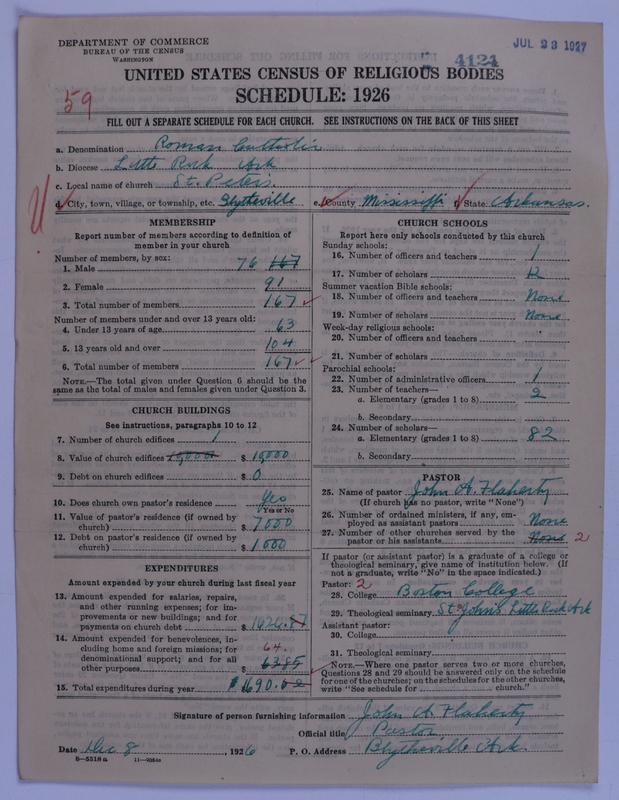 DEPARTMENT OF COMMERCE
BUREAU OF THE CENSUS
WASHINGTON
JUL 23 1927
4124
UNITED STATES CENSUS OF RELIGIOUS BODIES
SCHEDULE: 1926
59
FILL OUT A SEPARATE SCHEDULE FOR EACH CHURCH. SEE INSTRUCTIONS ON THE BACK OF THIS SHEET
a. Denomination Roman Catholic
b. Diocese Little Rock Ark
c. Local name of church St. Peters
d. City, town, village, or township, etc. Blytheville e. County Mississippi f. State Arkansas.
MEMBERSHIP
Report number of members according to definition of
member in your church
Number of members, by sex:
1. Male 76 167
2. Female 91
3. Total number of members 167
Number of members under and over 13 years old:
4. Under 13 years of age 63
5. 13 years old and over 104
6. Total number of members 167
NOTE.—The total given under Question 6 should be the
same as the total of males and females given under Question 3.
CHURCH BUILDINGS
See instructions, paragraphs 10 to 12
7. Number of church edifices 1
8. Value of church edifices $ 15000
9. Debt on church edifices $ 0
10. Does church own pastor's residence Yes
Yes or No
11. Value of pastor's residence (if owned by
church) $ 7000
12. Debt on pastor's residence (if owned by
church) $ 1000
EXPENDITURES
Amount expended by your church during last fiscal year
13. Amount expended for salaries, repairs,
and other running expenses; for im-
provements or new buildings; and for
payments on church debt $ 1626.
14. Amount expended for benevolences, in-
cluding home and foreign missions; for
denominational support; and for all
other purposes $ 64. 6385
15. Total expenditures during year $ 1690.
CHURCH SCHOOLS
Report here only schools conducted by this church
Sunday schools:
16. Number of officers and teachers 1
17. Number of scholars 12
Summer vacation Bible schools:
18. Number of officers and teachers None
19. Number of scholars None
Week-day religious schools:
20. Number of officers and teachers
21. Number of scholars
Parochial schools:
22. Number of administrative officers 1
23. Number of teachers—
a. Elementary (grades 1 to 8) 2
b. Secondary
24. Number of scholars—
a. Elementary (grades 1 to 8) 82
b. Secondary
PASTOR
25. Name of pastor John A. Flaherty
(If church has no pastor, write "None")
26. Number of ordained ministers, if any, em-
ployed as assistant pastors None
27. Number of other churches served by the
pastor or his assistants None 2
If pastor (or assistant pastor) is a graduate of a college or
theological seminary, give name of institution below. (If
not a graduate, write "No" in the space indicated.)
Pastor: 2
28. College Boston College
29. Theological seminary St. John's Little Rock Ark
Assistant pastor:
30. College
31. Theological seminary
NOTE.—Where one pastor serves two or more churches,
Questions 28 and 29 should be answered only on the schedule
for one of the churches; on the schedules for the other churches,
write "See schedule for church."
Signature of person furnishing information John A. Flaherty
Official title Pastor
Date Dec 8 1926 P. O. Address Blytheville Ark.
8—5518 a